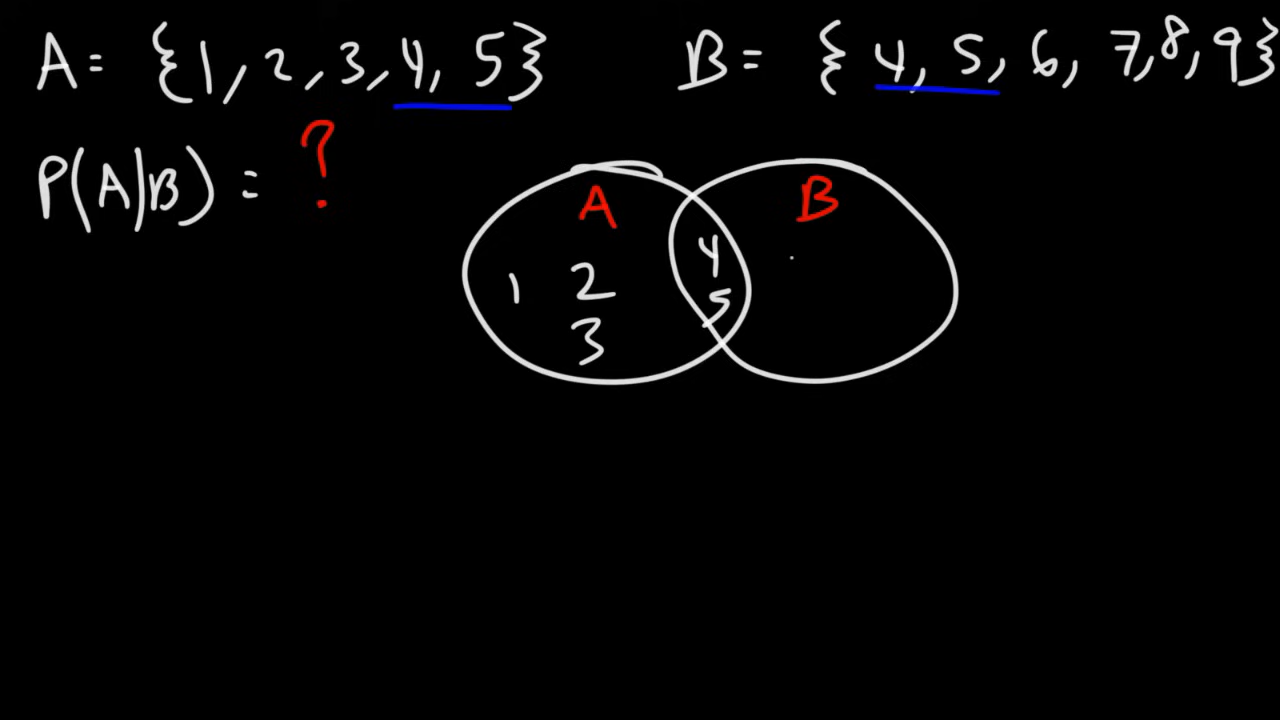 A = {1, 2, 3, 4, 5} B = {4, 5, 6, 7, 8, 9}
P(A|B) = ?
A B
4
1 2
5
3